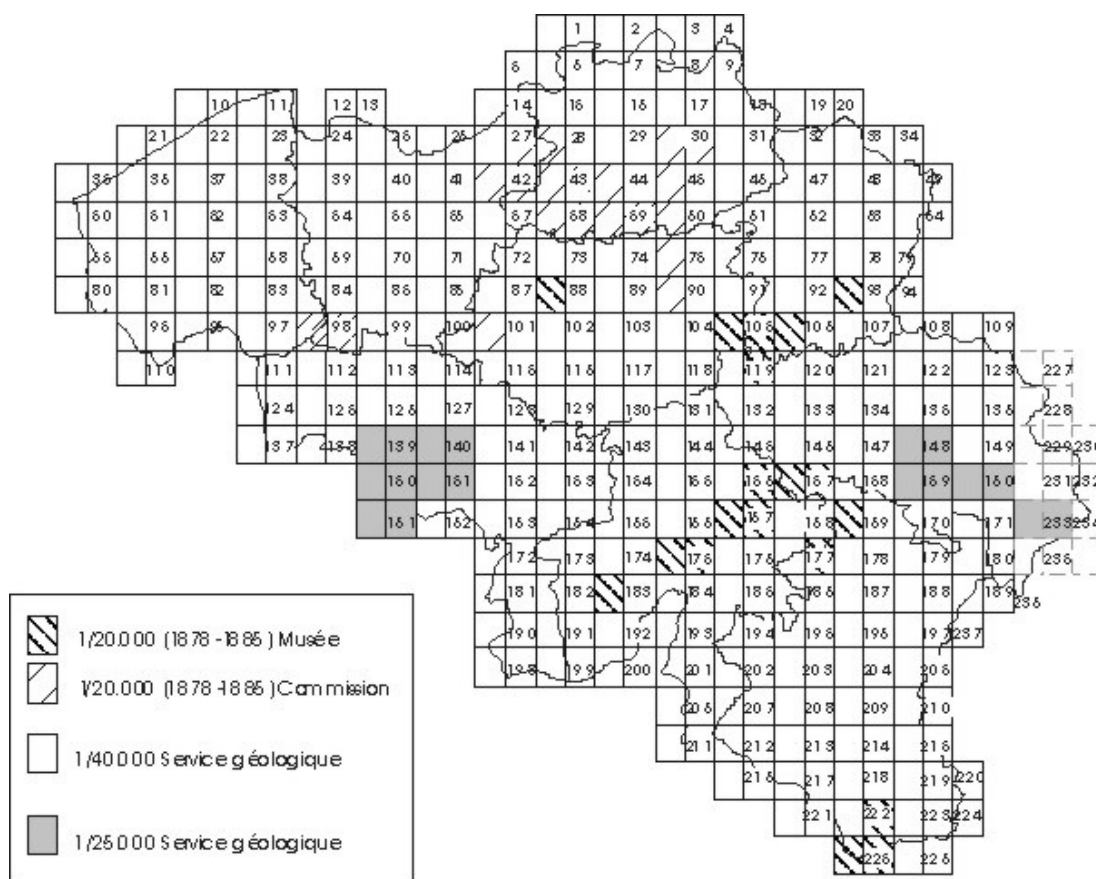 1 2 3 4
5 6 7 8 9
10 11 12 13 14 15 16 17 18 19 20
21 22 23 24 25 26 27 28 29 30 31 32 33 34
35 36 37 38 39 40 41 42 43 44 45 46 47 48 49
50 51 52 53 54 55 56 57 58 59 60 61 62 63 64
65 66 67 68 69 70 71 72 73 74 75 76 77 78 79
80 81 82 83 84 85 86 87 88 89 90 91 92 93 94
95 96 97 98 99 100 101 102 103 104 105 106 107 108 109
110 111 112 113 114 115 116 117 118 119 120 121 122 123 227
124 125 126 127 128 129 130 131 132 133 134 135 136 228
137 138 139 140 141 142 143 144 145 146 147 148 149 229 230
150 151 152 153 154 155 156 157 158 159 160 231 232
161 162 163 164 165 166 167 168 169 170 171 233 234
172 173 174 175 176 177 178 179 180 235
181 182 183 184 185 186 187 188 189 236
190 191 192 193 194 195 196 197 237
198 199 200 201 202 203 204 205
206 207 208 209 210
211 212 213 214 215
216 217 218 219 220
221 222 223 224
225 226
1/20.000 (1878-1885) Musée
1/20.000 (1878-1885) Commission
1/40000 Service géologique
1/25000 Service géologique